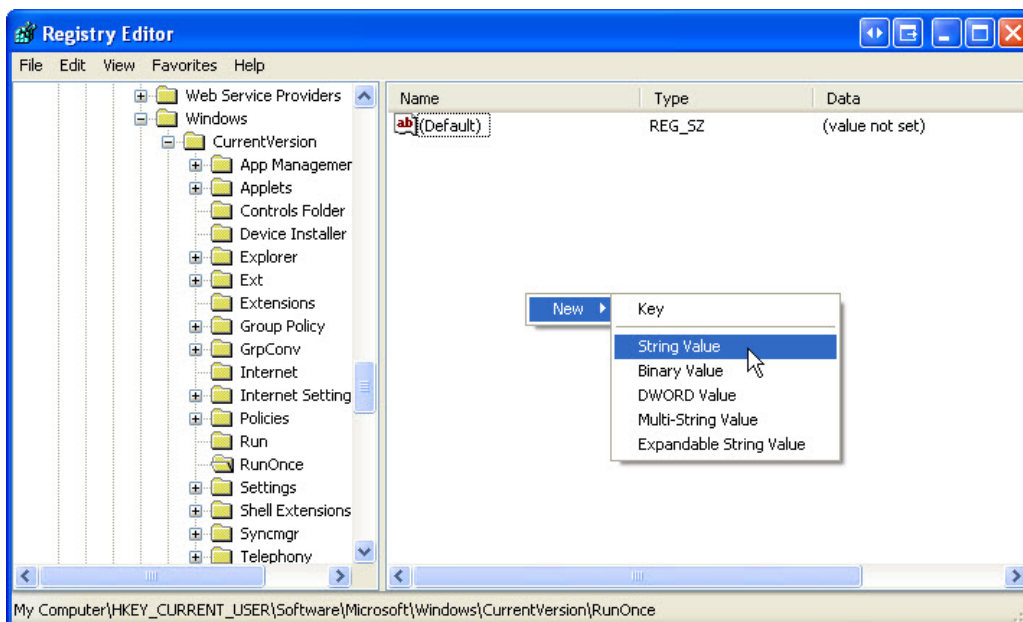 Registry Editor
File Edit View Favorites Help
Web Service Providers
Windows
CurrentVersion
App Managemer
Applets
Controls Folder
Device Installer
Explorer
Ext
Extensions
Group Policy
GrpConv
Internet
Internet Setting
Policies
Run
RunOnce
Settings
Shell Extensions
Syncmgr
Telephony
Name Type Data
ab (Default) REG_SZ (value not set)
New
Key
String Value
Binary Value
DWORD Value
Multi-String Value
Expandable String Value
My Computer\HKEY_CURRENT_USER\Software\Microsoft\Windows\CurrentVersion\RunOnce